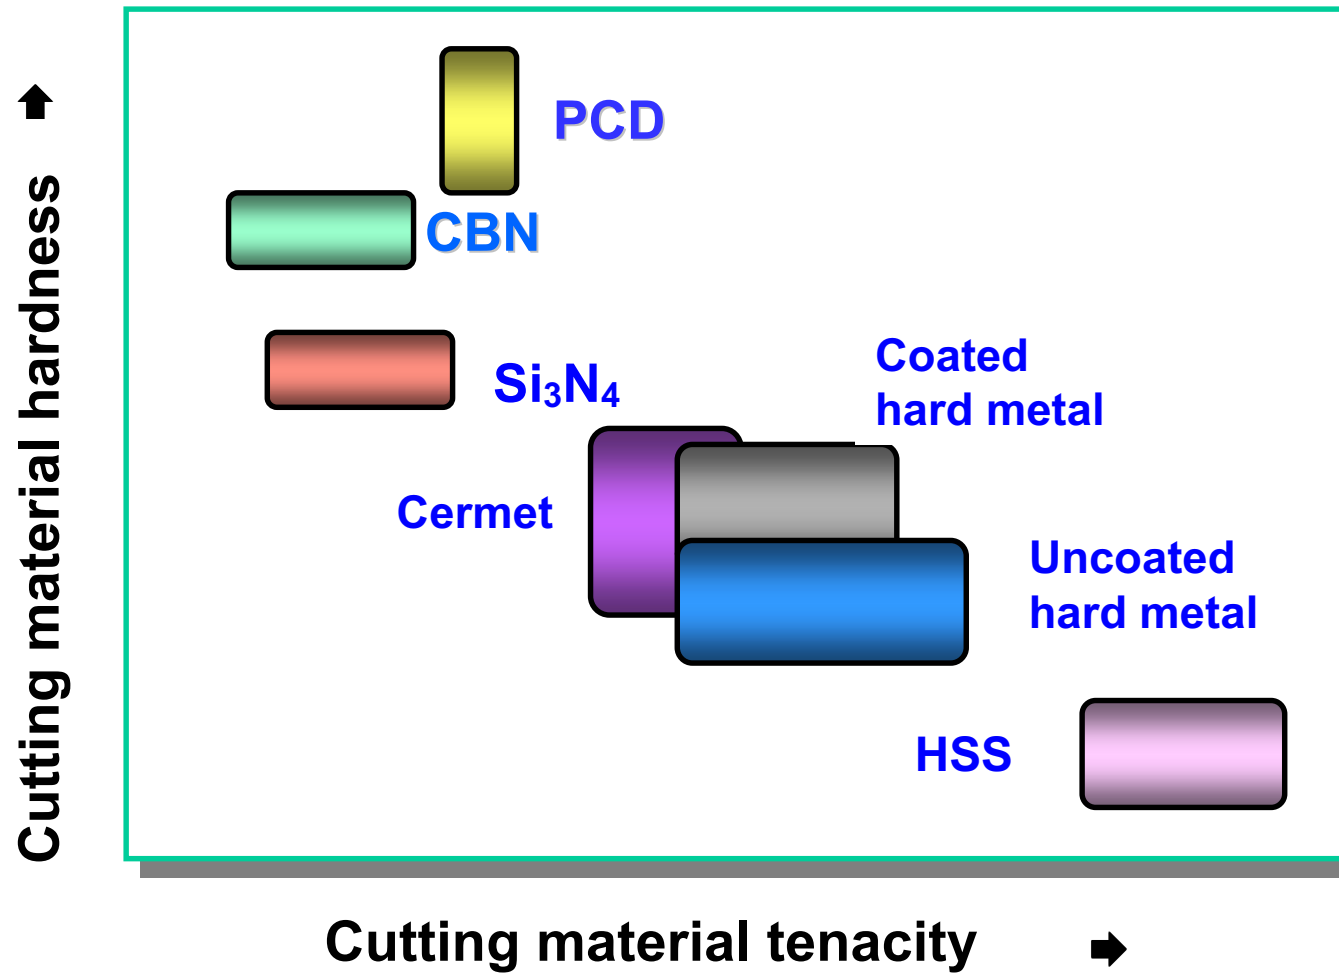 Cutting material hardness
PCD
CBN
Si₃N₄
Coated
hard metal
Cermet
Uncoated
hard metal
HSS
Cutting material tenacity